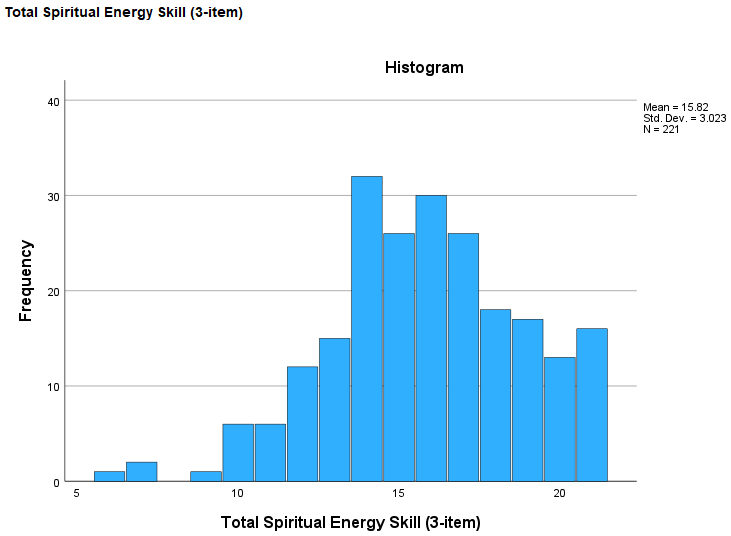 Total Spiritual Energy Skill (3-item)
Histogram
Mean = 15.82
Std. Dev. = 3.023
N = 221
Frequency
40
30
20
10
0
5 10 15 20
Total Spiritual Energy Skill (3-item)